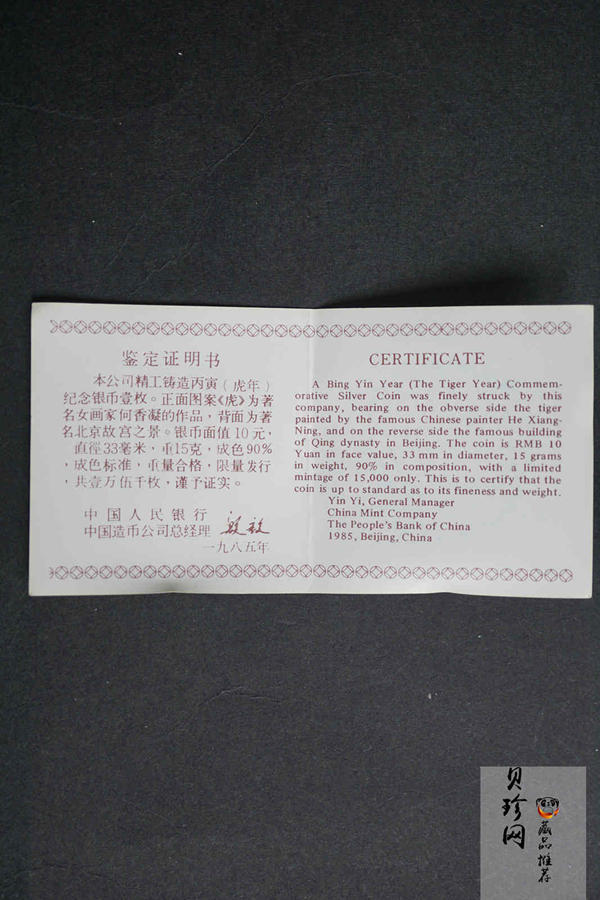 鉴定证明书
本公司精工铸造丙寅(虎年)
纪念银币壹枚。正面图案《虎》为著
名女画家何香凝的作品,背面为著
名北京故宫之景。银币面值10元,
直徑33毫米,重15克,成色90%,
成色标准,重量合格,限量发行,
共壹万伍千枚,谨予证实。
中国人民银行
中国造币公司总经理
一九八五年
CERTIFICATE
A Bing Yin Year (The Tiger Year) Commem-
orative Silver Coin was finely struck by this
company, bearing on the obverse side the tiger
painted by the famous Chinese painter He Xiang-
Ning, and on the reverse side the famous building
of Qing dynasty in Beijing. The coin is RMB 10
Yuan in face value, 33 mm in diameter, 15 grams
in weight, 90% in composition, with a limited
mintage of 15,000 only. This is to certify that the
coin is up to standard as to its fineness and weight.
Yin Yi, General Manager
China Mint Company
The People's Bank of China
1985, Beijing, China
贝珍网
藏品推荐